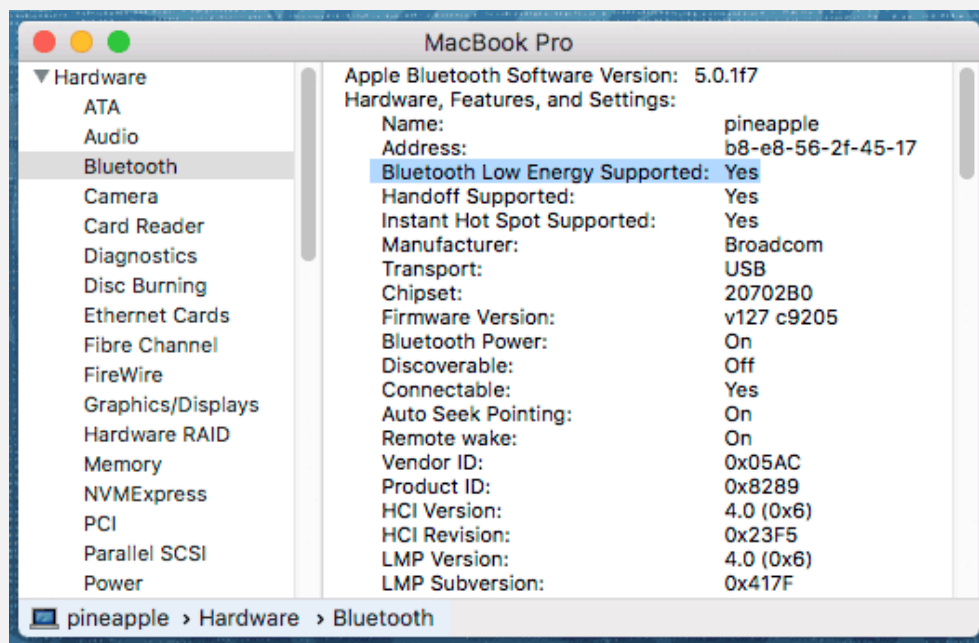 MacBook Pro
Hardware
ATA
Audio
Bluetooth
Camera
Card Reader
Diagnostics
Disc Burning
Ethernet Cards
Fibre Channel
FireWire
Graphics/Displays
Hardware RAID
Memory
NVMExpress
PCI
Parallel SCSI
Power
Apple Bluetooth Software Version: 5.0.1f7
Hardware, Features, and Settings:
Name: pineapple
Address: b8-e8-56-2f-45-17
Bluetooth Low Energy Supported: Yes
Handoff Supported: Yes
Instant Hot Spot Supported: Yes
Manufacturer: Broadcom
Transport: USB
Chipset: 20702B0
Firmware Version: v127 c9205
Bluetooth Power: On
Discoverable: Off
Connectable: Yes
Auto Seek Pointing: On
Remote wake: On
Vendor ID: 0x05AC
Product ID: 0x8289
HCI Version: 4.0 (0x6)
HCI Revision: 0x23F5
LMP Version: 4.0 (0x6)
LMP Subversion: 0x417F
pineapple › Hardware › Bluetooth